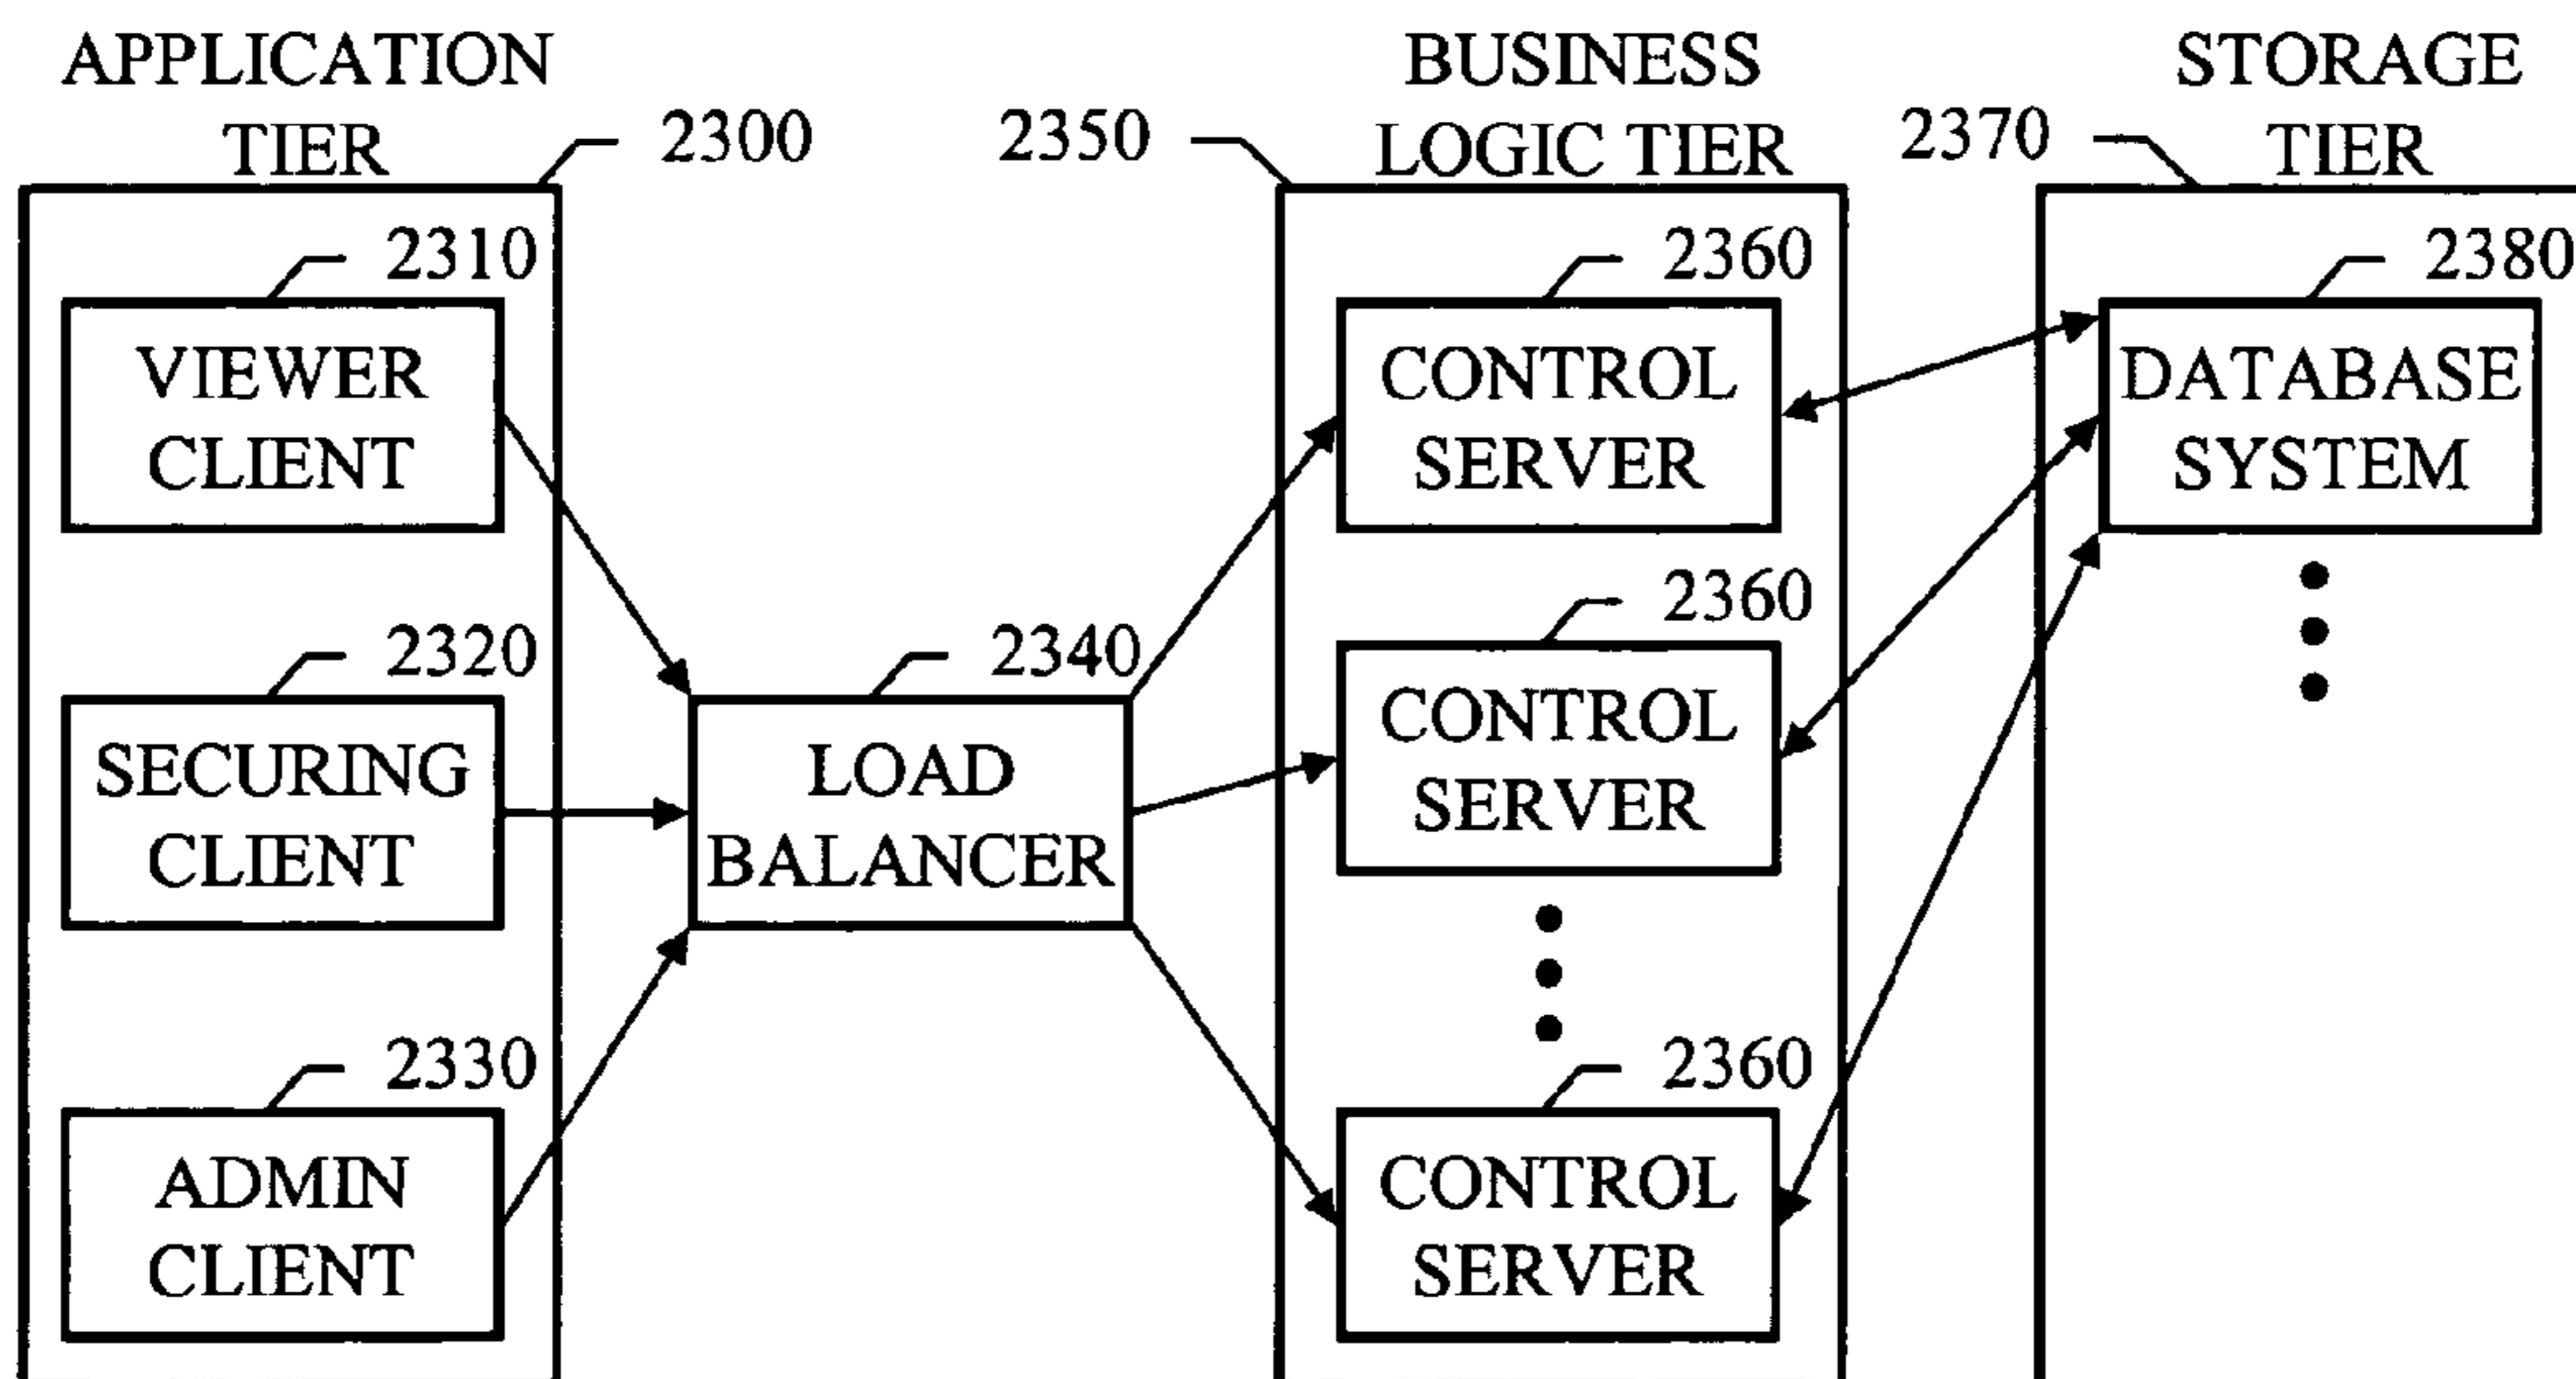 APPLICATION
TIER
2300
2310
VIEWER
CLIENT
2320
SECURING
CLIENT
2330
ADMIN
CLIENT
2340
LOAD
BALANCER
BUSINESS
LOGIC TIER
2350
2360
CONTROL
SERVER
2360
CONTROL
SERVER
2360
CONTROL
SERVER
STORAGE
TIER
2370
2380
DATABASE
SYSTEM